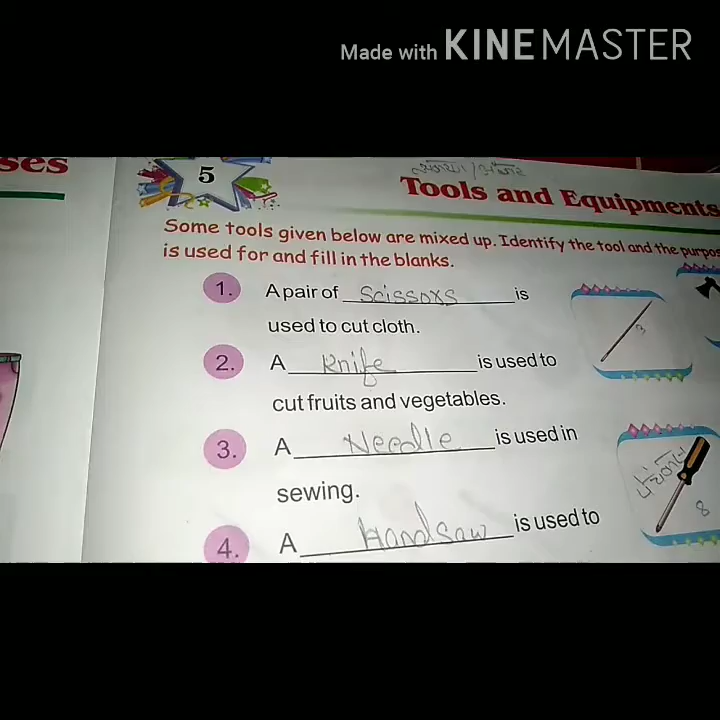 Made with KINEMASTER
ses
5
Tools and Equipments
Some tools given below are mixed up. Identify the tool and the purpos
is used for and fill in the blanks.
1. A pair of Scissors is
used to cut cloth.
2. A Knife is used to
cut fruits and vegetables.
3
3. A Needle is used in
sewing.
8
4. A Handsaw is used to